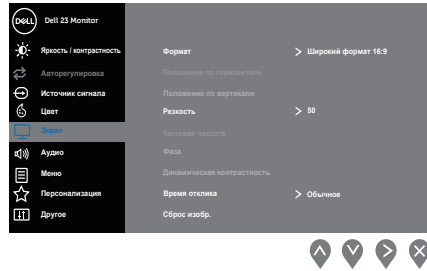 DELL
Dell 23 Monitor
Яркость / контрастность
Формат
Широкий формат 16:9
Авторегулировка
Положение по горизонтали
Источник сигнала
Положение по вертикали
Цвет
Резкость
50
Экран
Тактовая частота
Аудио
Фаза
Меню
Динамическая контрастность
Персонализация
Время отклика
Обычное
Другое
Сброс изобр.